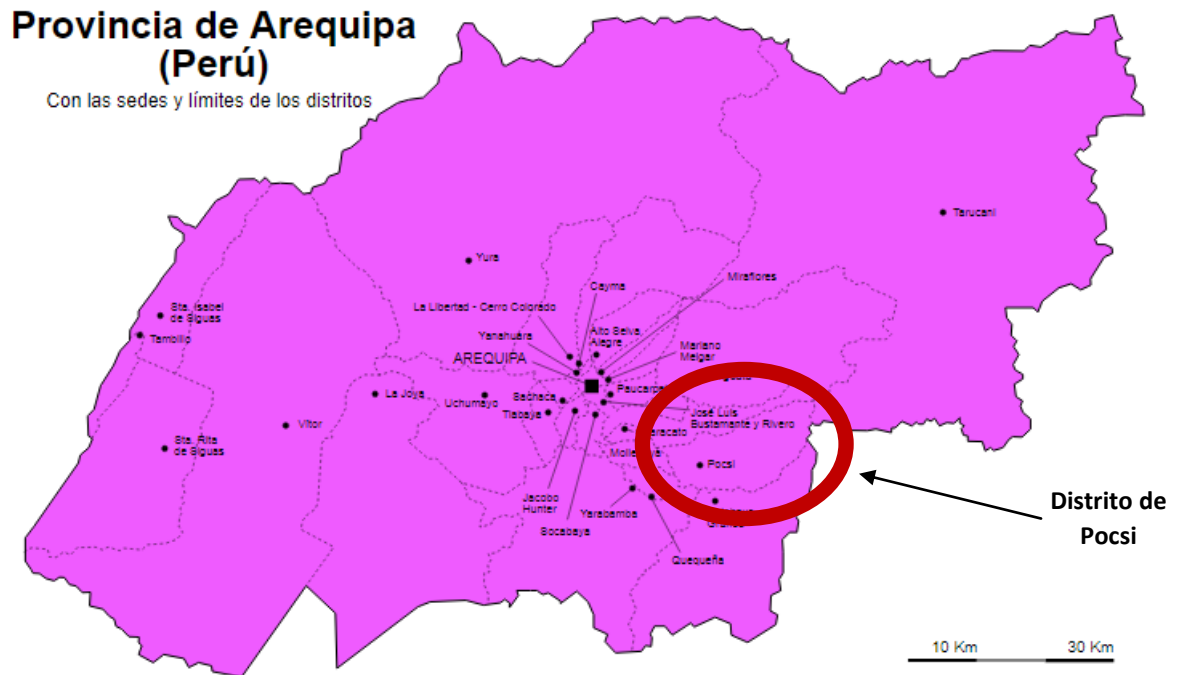 Provincia de Arequipa
(Perú)
Con las sedes y límites de los distritos
Tarucani
Yura
Miraflores
Cayma
La Libertad - Cerro Colorado
Sta. Isabel
de Siguas
Tambillo
Yanahuara
Alto Selva
Alegre
Mariano
Melgar
AREQUIPA
La Joya
Uchumayo
Sachaca
Tiabaya
José Luis
Bustamante y Rivero
Vítor
Sta. Rita
de Siguas
Pocsi
Jacobo
Hunter
Yarabamba
Socabaya
Quequeña
Distrito de
Pocsi
10 Km
30 Km